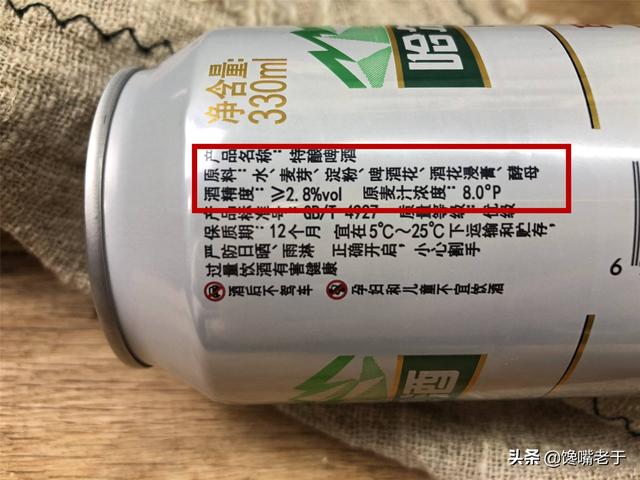 净含量
330ml
哈
产品名称：特酿啤酒
原料：水、麦芽、淀粉、啤酒花、酒花浸膏、酵母
酒精度：≥2.8%vol 原麦汁浓度：8.0°P
产品标准号：GB/T 4927 质量等级：优级
保质期：12个月 宜在5℃～25℃下运输和贮存，
严防日晒、雨淋 正确开启，小心割手
过量饮酒有害健康
酒后不驾车 孕妇和儿童不宜饮酒
6
酒
头条 @馋嘴老于